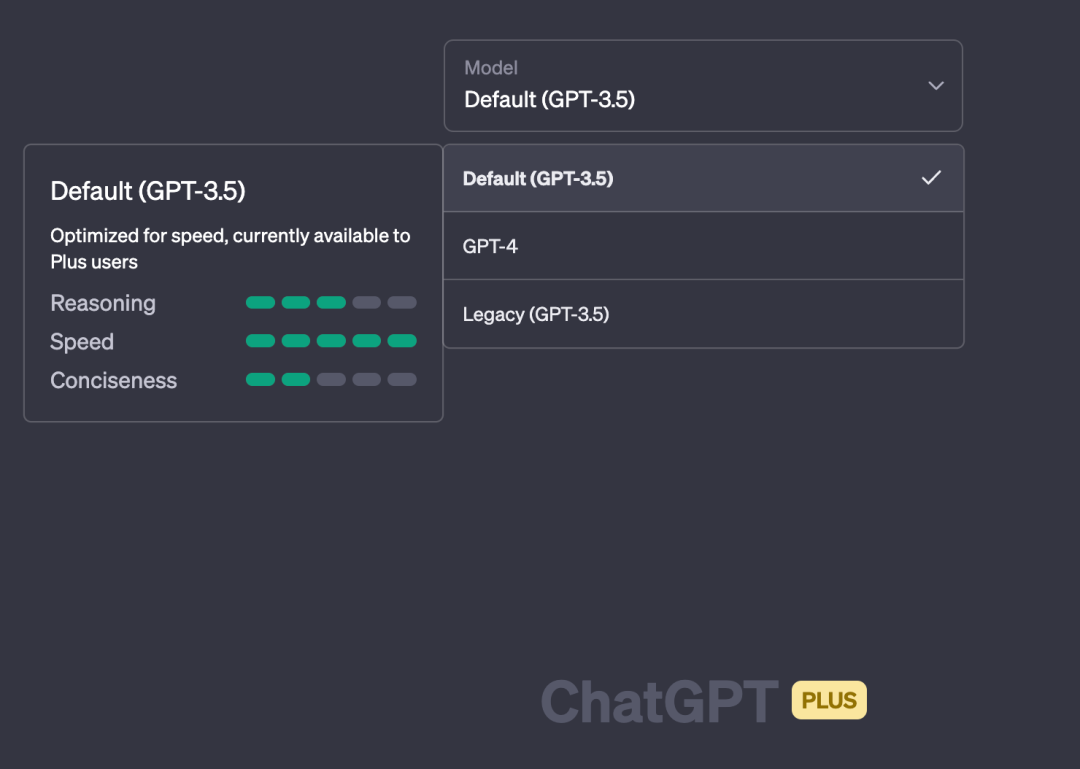 Model
Default (GPT-3.5)
Default (GPT-3.5)
Optimized for speed, currently available to
Plus users
Reasoning
Speed
Conciseness
Default (GPT-3.5)
GPT-4
Legacy (GPT-3.5)
ChatGPT PLUS